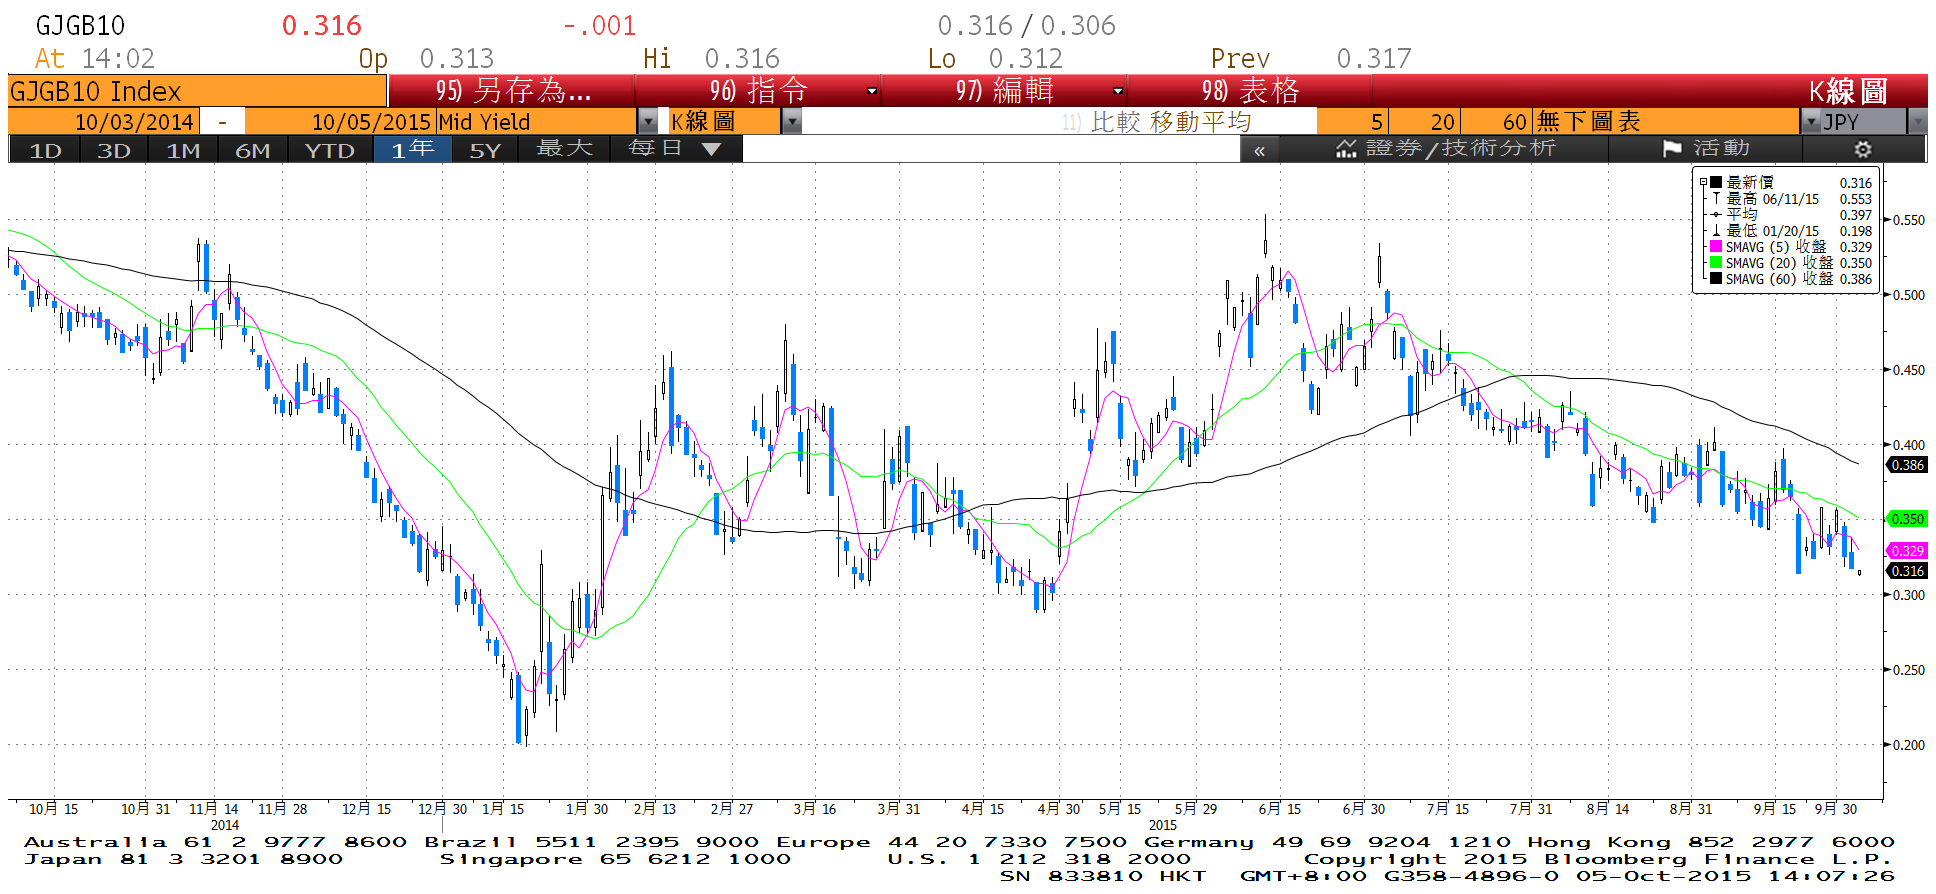 GJGB10 0.316 -.001 0.316 / 0.306
At 14:02 Op 0.313 Hi 0.316 Lo 0.312 Prev 0.317
GJGB10 Index 95) 另存為... 96) 指令 97) 編輯 98) 表格 K線圖
10/03/2014 - 10/05/2015 Mid Yield K線圖 11) 比較 移動平均 5 20 60 無下圖表 JPY
1D 3D 1M 6M YTD 1年 5Y 最大 每日 « 證券/技術分析 活動
最新價 0.316
最高 06/11/15 0.553
平均 0.397
最低 01/20/15 0.198
SMAVG (5) 收盤 0.329
SMAVG (20) 收盤 0.350
SMAVG (60) 收盤 0.386
0.550
0.500
0.450
0.400
0.386
0.350
0.329
0.316
0.300
0.250
0.200
10月 15 10月 31 11月 14 11月 28 12月 15 12月 30 1月 15 1月 30 2月 13 2月 27 3月 16 3月 31 4月 15 4月 30 5月 15 5月 29 6月 15 6月 30 7月 15 7月 31 8月 14 8月 31 9月 15 9月 30
2014 2015
Australia 61 2 9777 8600 Brazil 5511 2395 9000 Europe 44 20 7330 7500 Germany 49 69 9204 1210 Hong Kong 852 2977 6000
Japan 81 3 3201 8900 Singapore 65 6212 1000 U.S. 1 212 318 2000 Copyright 2015 Bloomberg Finance L.P.
SN 833810 HKT GMT+8:00 G358-4896-0 05-Oct-2015 14:07:26